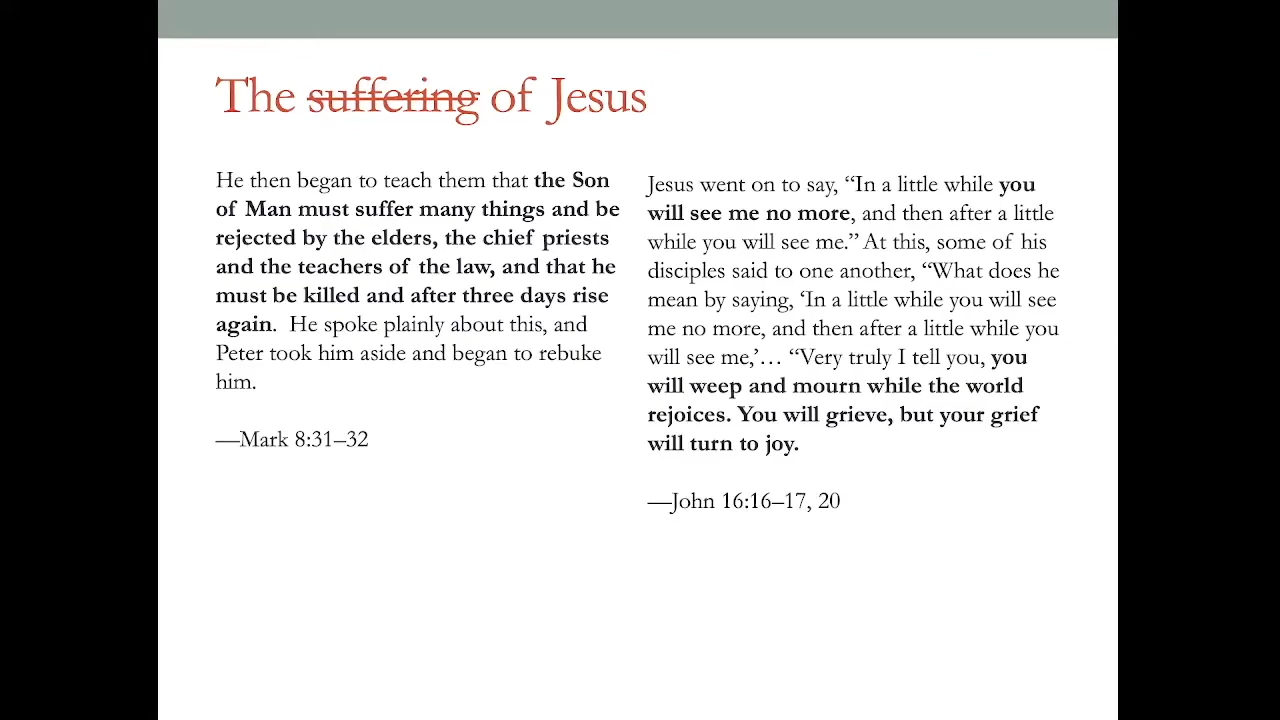 The suffering of Jesus
He then began to teach them that the Son
of Man must suffer many things and be
rejected by the elders, the chief priests
and the teachers of the law, and that he
must be killed and after three days rise
again.  He spoke plainly about this, and
Peter took him aside and began to rebuke
him.
—Mark 8:31–32
Jesus went on to say, “In a little while you
will see me no more, and then after a little
while you will see me.” At this, some of his
disciples said to one another, “What does he
mean by saying, ‘In a little while you will see
me no more, and then after a little while you
will see me,’… “Very truly I tell you, you
will weep and mourn while the world
rejoices. You will grieve, but your grief
will turn to joy.
—John 16:16–17, 20